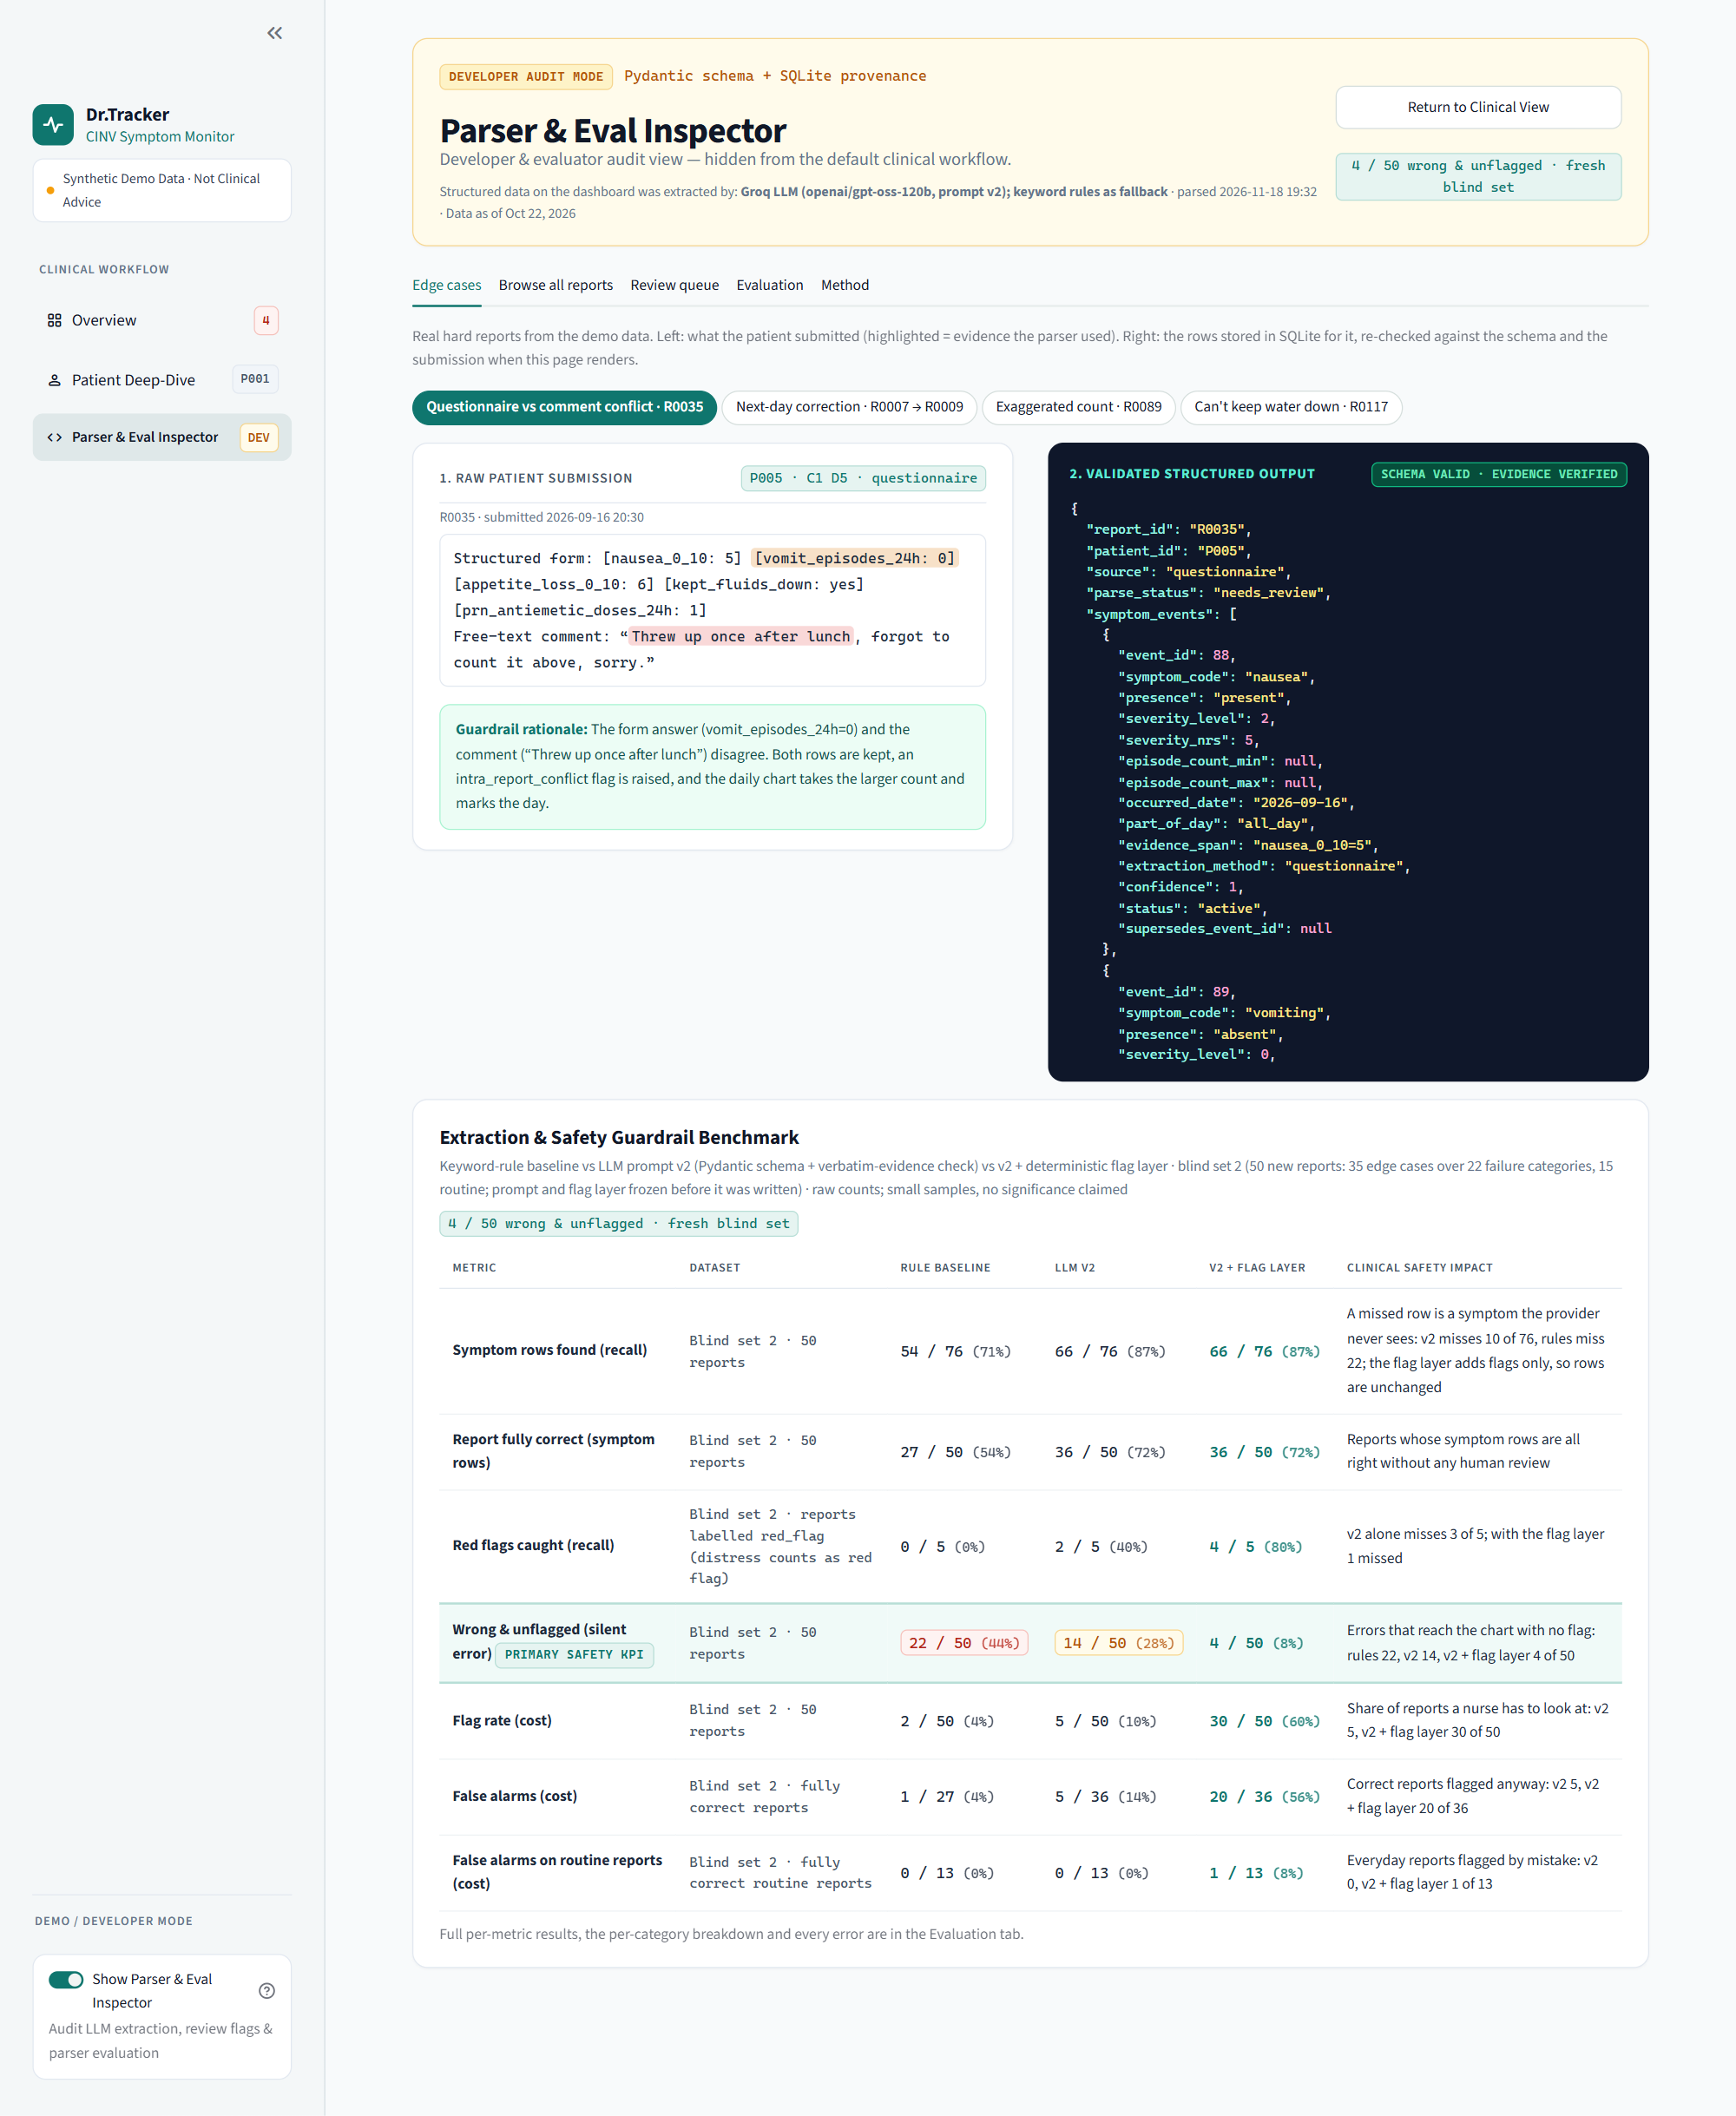 Dr.Tracker
CINV Symptom Monitor
Synthetic Demo Data · Not Clinical
Advice
CLINICAL WORKFLOW
Overview
4
Patient Deep-Dive
P001
Parser & Eval Inspector
DEV
DEMO / DEVELOPER MODE
Show Parser & Eval
Inspector
Audit LLM extraction, review flags &
parser evaluation
DEVELOPER AUDIT MODE
Pydantic schema + SQLite provenance
Parser & Eval Inspector
Developer & evaluator audit view — hidden from the default clinical workflow.
Structured data on the dashboard was extracted by: Groq LLM (openai/gpt-oss-120b, prompt v2); keyword rules as fallback · parsed 2026-11-18 19:32
· Data as of Oct 22, 2026
Return to Clinical View
4 / 50 wrong & unflagged · fresh
blind set
Edge cases
Browse all reports
Review queue
Evaluation
Method
Real hard reports from the demo data. Left: what the patient submitted (highlighted = evidence the parser used). Right: the rows stored in SQLite for it, re-checked against the schema and the
submission when this page renders.
Questionnaire vs comment conflict · R0035
Next-day correction · R0007 → R0009
Exaggerated count · R0089
Can't keep water down · R0117
1. RAW PATIENT SUBMISSION
P005 · C1 D5 · questionnaire
R0035 · submitted 2026-09-16 20:30
Structured form: [nausea_0_10: 5] [vomit_episodes_24h: 0]
[appetite_loss_0_10: 6] [kept_fluids_down: yes]
[prn_antiemetic_doses_24h: 1]
Free-text comment: “Threw up once after lunch, forgot to
count it above, sorry.”
Guardrail rationale: The form answer (vomit_episodes_24h=0) and the
comment (“Threw up once after lunch”) disagree. Both rows are kept, an
intra_report_conflict flag is raised, and the daily chart takes the larger count and
marks the day.
2. VALIDATED STRUCTURED OUTPUT
SCHEMA VALID · EVIDENCE VERIFIED
{
"report_id": "R0035",
"patient_id": "P005",
"source": "questionnaire",
"parse_status": "needs_review",
"symptom_events": [
{
"event_id": 88,
"symptom_code": "nausea",
"presence": "present",
"severity_level": 2,
"severity_nrs": 5,
"episode_count_min": null,
"episode_count_max": null,
"occurred_date": "2026-09-16",
"part_of_day": "all_day",
"evidence_span": "nausea_0_10=5",
"extraction_method": "questionnaire",
"confidence": 1,
"status": "active",
"supersedes_event_id": null
},
{
"event_id": 89,
"symptom_code": "vomiting",
"presence": "absent",
"severity_level": 0,
Extraction & Safety Guardrail Benchmark
Keyword-rule baseline vs LLM prompt v2 (Pydantic schema + verbatim-evidence check) vs v2 + deterministic flag layer · blind set 2 (50 new reports: 35 edge cases over 22 failure categories, 15
routine; prompt and flag layer frozen before it was written) · raw counts; small samples, no significance claimed
4 / 50 wrong & unflagged · fresh blind set
METRIC
DATASET
RULE BASELINE
LLM V2
V2 + FLAG LAYER
CLINICAL SAFETY IMPACT
Symptom rows found (recall)
Blind set 2 · 50
reports
54 / 76 (71%)
66 / 76 (87%)
66 / 76 (87%)
A missed row is a symptom the provider
never sees: v2 misses 10 of 76, rules miss
22; the flag layer adds flags only, so rows
are unchanged
Report fully correct (symptom
rows)
Blind set 2 · 50
reports
27 / 50 (54%)
36 / 50 (72%)
36 / 50 (72%)
Reports whose symptom rows are all
right without any human review
Red flags caught (recall)
Blind set 2 · reports
labelled red_flag
(distress counts as red
flag)
0 / 5 (0%)
2 / 5 (40%)
4 / 5 (80%)
v2 alone misses 3 of 5; with the flag layer
1 missed
Wrong & unflagged (silent
error) PRIMARY SAFETY KPI
Blind set 2 · 50
reports
22 / 50 (44%)
14 / 50 (28%)
4 / 50 (8%)
Errors that reach the chart with no flag:
rules 22, v2 14, v2 + flag layer 4 of 50
Flag rate (cost)
Blind set 2 · 50
reports
2 / 50 (4%)
5 / 50 (10%)
30 / 50 (60%)
Share of reports a nurse has to look at: v2
5, v2 + flag layer 30 of 50
False alarms (cost)
Blind set 2 · fully
correct reports
1 / 27 (4%)
5 / 36 (14%)
20 / 36 (56%)
Correct reports flagged anyway: v2 5, v2
+ flag layer 20 of 36
False alarms on routine reports
(cost)
Blind set 2 · fully
correct routine reports
0 / 13 (0%)
0 / 13 (0%)
1 / 13 (8%)
Everyday reports flagged by mistake: v2
0, v2 + flag layer 1 of 13
Full per-metric results, the per-category breakdown and every error are in the Evaluation tab.